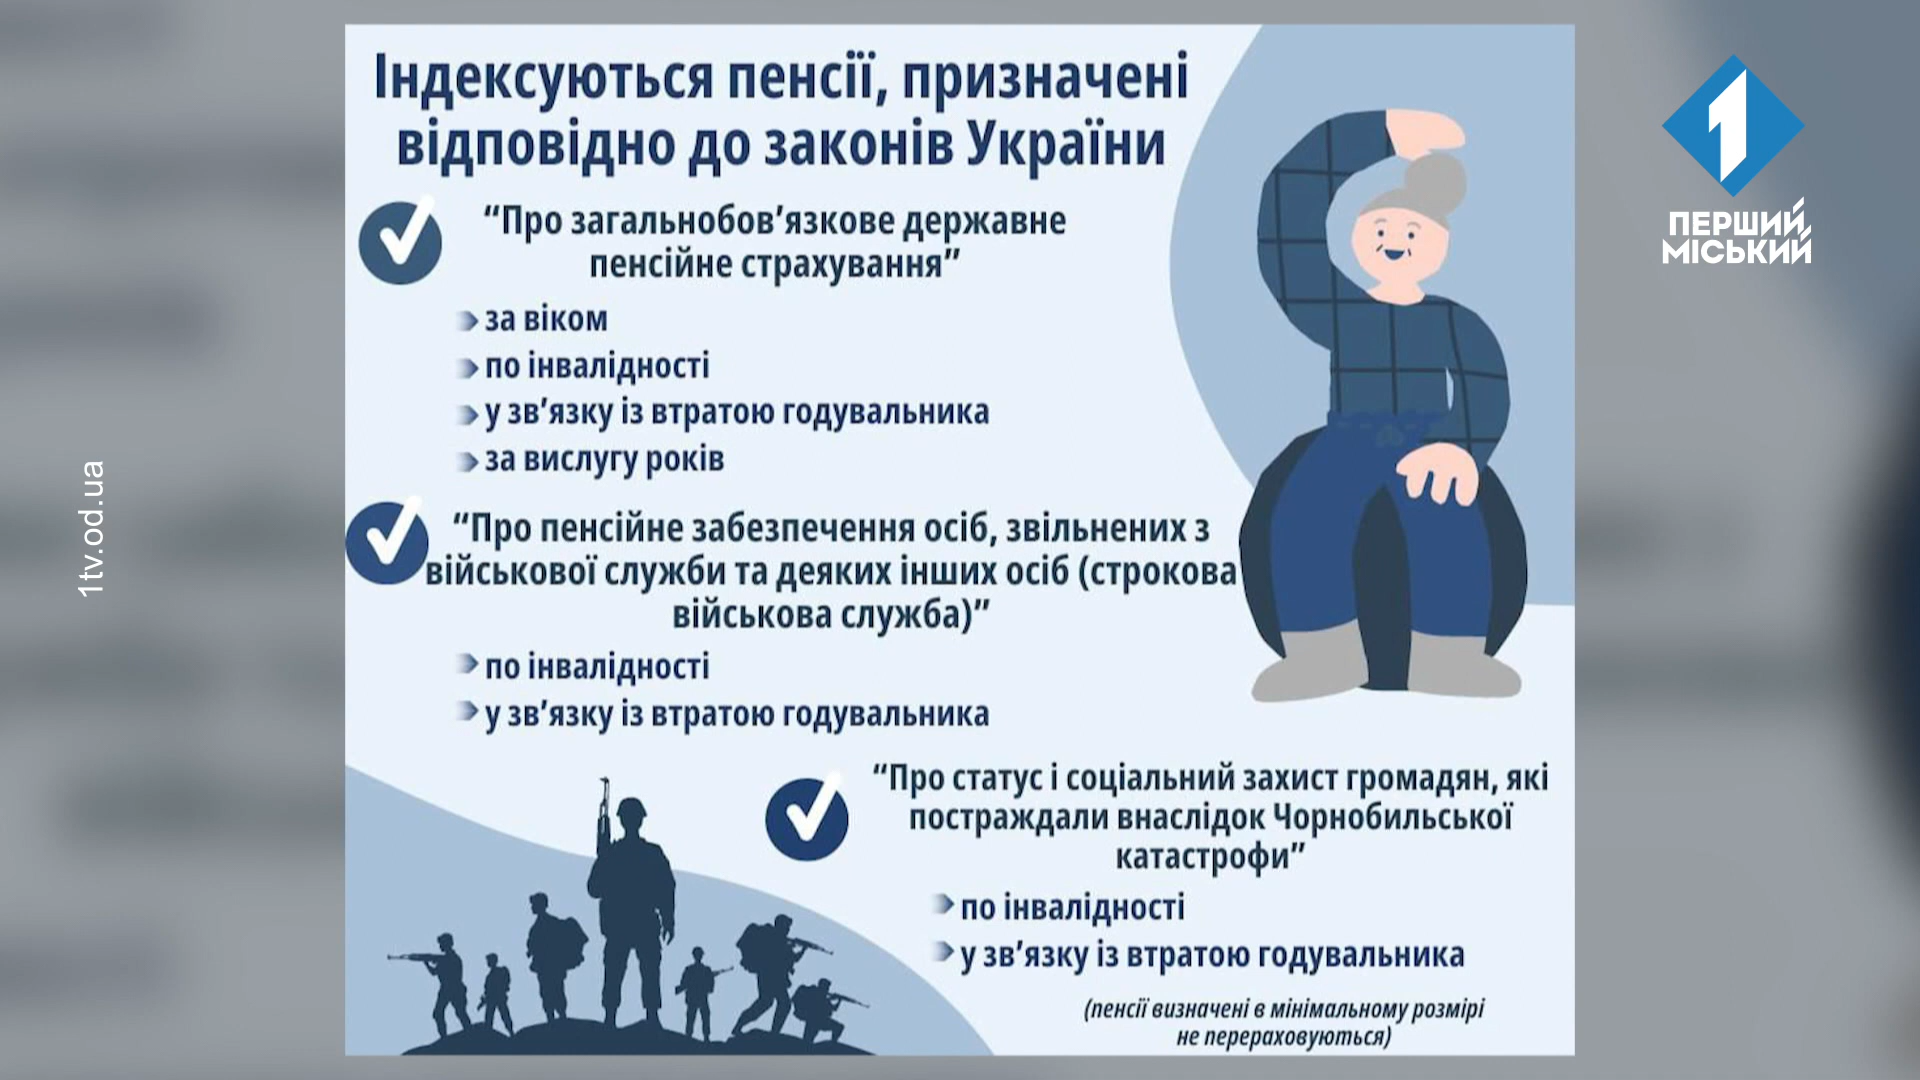 Індексуються пенсії, призначені
відповідно до законів України
“Про загальнобов’язкове державне
пенсійне страхування”
за віком
по інвалідності
у зв’язку із втратою годувальника
за вислугу років
“Про пенсійне забезпечення осіб, звільнених з
військової служби та деяких інших осіб (строкова
військова служба)”
по інвалідності
у зв’язку із втратою годувальника
“Про статус і соціальний захист громадян, які
постраждали внаслідок Чорнобильської
катастрофи”
по інвалідності
у зв’язку із втратою годувальника
(пенсії визначені в мінімальному розмірі
не перераховуються)
1
ПЕРШИЙ
МІСЬКИЙ
1tv.od.ua